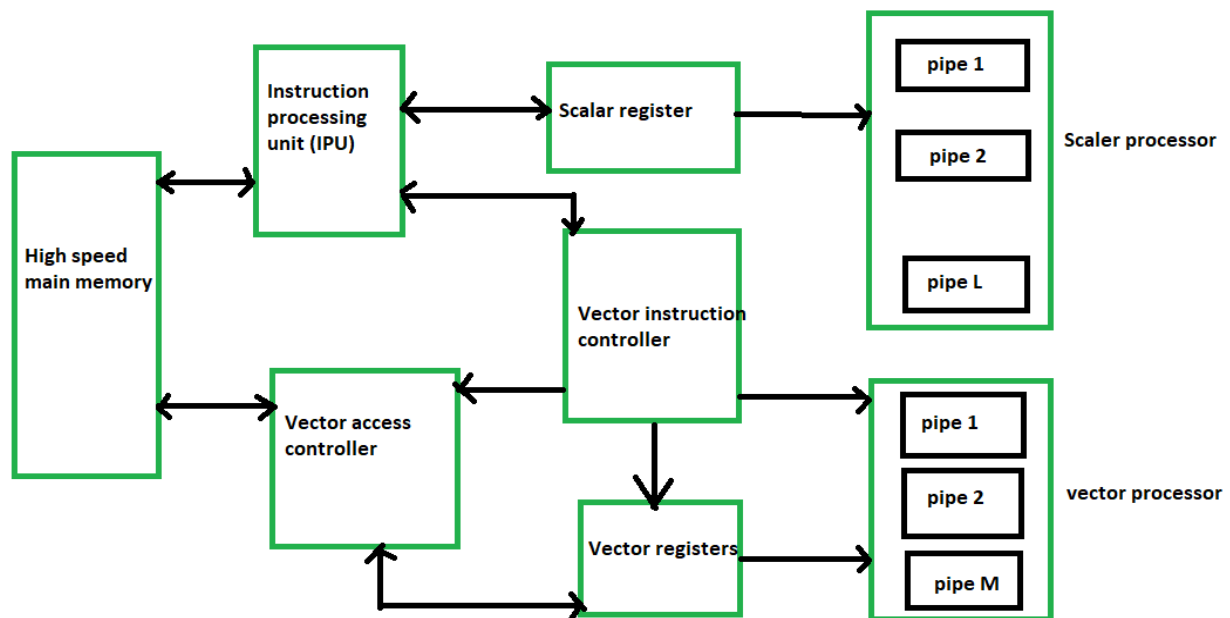 Instruction
processing
unit (IPU)
Scalar register
pipe 1
pipe 2
pipe L
Scaler processor
High speed
main memory
Vector instruction
controller
Vector access
controller
Vector registers
pipe 1
pipe 2
pipe M
vector processor